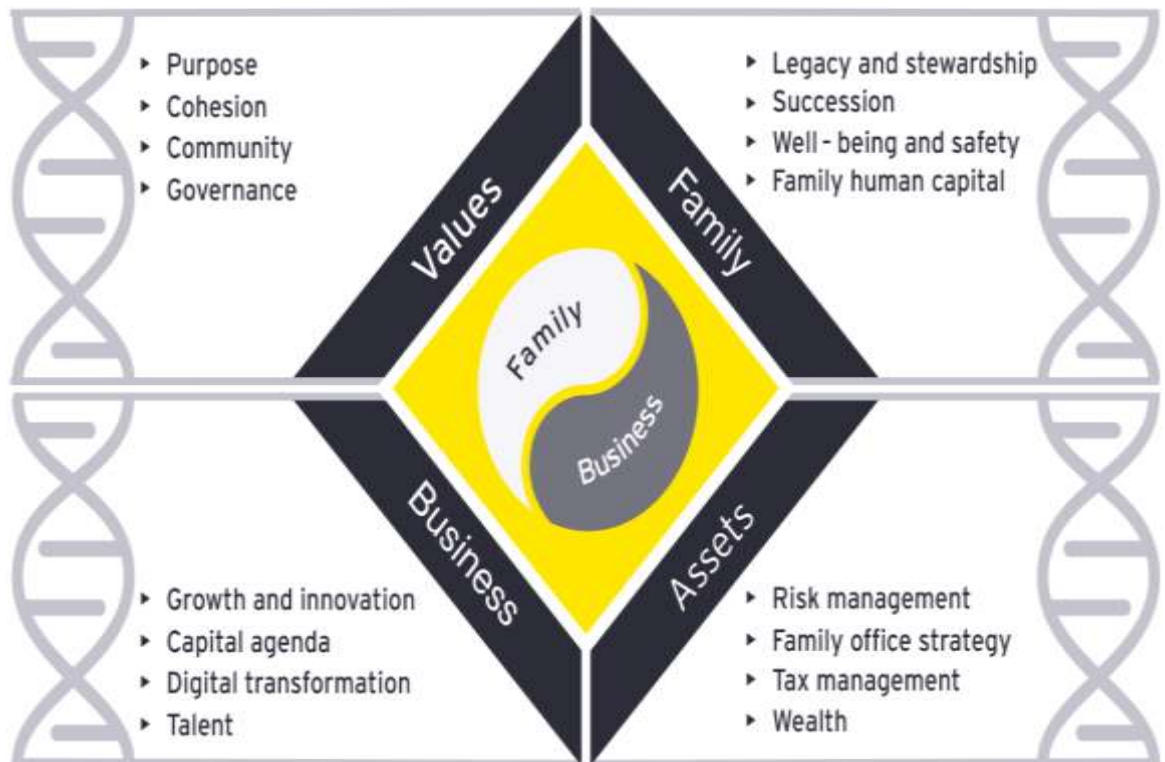 ▸ Purpose
▸ Cohesion
▸ Community
▸ Governance
Values
▸ Legacy and stewardship
▸ Succession
▸ Well - being and safety
▸ Family human capital
Family
Family
Business
Business
▸ Growth and innovation
▸ Capital agenda
▸ Digital transformation
▸ Talent
Assets
▸ Risk management
▸ Family office strategy
▸ Tax management
▸ Wealth